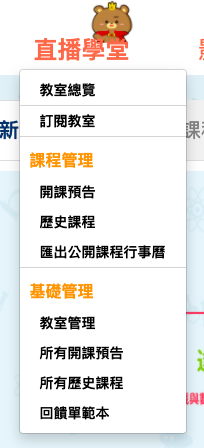 直播學堂
教室總覽
新
訂閱教室
課
課程管理
開課預告
歷史課程
匯出公開課程行事曆
基礎管理
教室管理
所有開課預告
所有歷史課程
回饋單範本